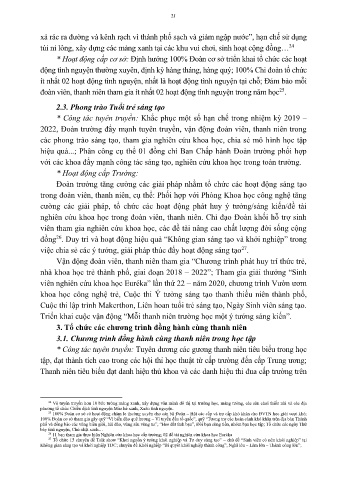 31
xả rác ra đường và kênh rạch vì thành phố sạch và giảm ngập nước”, hạn chế sử dụng
túi ni lông, xây dựng các mảng xanh tại các khu vui chơi, sinh hoạt cộng đồng…24
* Hoạt động cấp cơ sở: Định hướng 100% Đoàn cơ sở triển khai tổ chức các hoạt
động tình nguyện thường xuyên, định kỳ hàng tháng, hàng quý; 100% Chi đoàn tổ chức
ít nhất 02 hoạt động tình nguyện, nhất là hoạt động tình nguyện tại chỗ; Đảm bảo mỗi
đoàn viên, thanh niên tham gia ít nhất 02 hoạt động tình nguyện trong năm học25.
2.3. Phong trào Tuổi trẻ sáng tạo
* Công tác tuyên truyền: Khắc phục một số hạn chế trong nhiệm kỳ 2019 –
2022, Đoàn trường đẩy mạnh tuyên truyền, vận động đoàn viên, thanh niên trong
các phong trào sáng tạo, tham gia nghiên cứu khoa học, chia sẻ mô hình học tập
hiệu quả...; Phân công cụ thể 01 đồng chí Ban Chấp hành Đoàn trường phối hợp
với các khoa đẩy mạnh công tác sáng tạo, nghiên cứu khoa học trong toàn trường.
* Hoạt động cấp Trường:
Đoàn trường tăng cường các giải pháp nhằm tổ chức các hoạt động sáng tạo
trong đoàn viên, thanh niên, cụ thể: Phối hợp với Phòng Khoa học công nghệ tăng
cường các giải pháp, tổ chức các hoạt động phát huy ý tưởng/sáng kiến/đề tài
nghiên cứu khoa học trong đoàn viên, thanh niên. Chỉ đạo Đoàn khối hỗ trợ sinh
viên tham gia nghiên cứu khoa học, các đề tài nâng cao chất lượng đời sống cộng
đồng26. Duy trì và hoạt động hiệu quả “Không gian sáng tạo và khởi nghiệp” trong
việc chia sẻ các ý tưởng, giải pháp thúc đẩy hoạt động sáng tạo27.
Vận động đoàn viên, thanh niên tham gia “Chương trình phát huy trí thức trẻ,
nhà khoa học trẻ thành phố, giai đoạn 2018 – 2022”; Tham gia giải thưởng “Sinh
viên nghiên cứu khoa học Eurêka” lần thứ 22 – năm 2020, chương trình Vườn ươm
khoa học công nghệ trẻ, Cuộc thi Ý tưởng sáng tạo thanh thiếu niên thành phố,
Cuộc thi lập trình Makerthon, Liên hoan tuổi trẻ sáng tạo, Ngày Sinh viên sáng tạo.
Triển khai cuộc vận động “Mỗi thanh niên trường học một ý tưởng sáng kiến”.
3. Tổ chức các chương trình đồng hành cùng thanh niên
3.1. Chương trình đồng hành cùng thanh niên trong học tập
* Công tác tuyên truyền: Tuyên dương các gương thanh niên tiêu biểu trong học
tập, đạt thành tích cao trong các hội thi học thuật từ cấp trường đến cấp Trung ương;
Thanh niên tiêu biểu đạt danh hiệu thủ khoa và các danh hiệu thi đua cấp trường trên